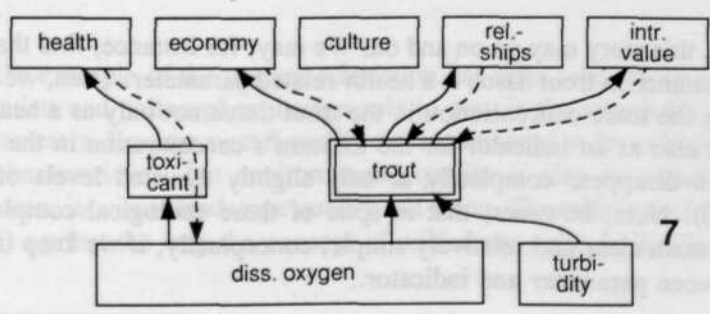 health
economy
culture
rel.-
ships
intr.
value
toxi-
cant
trout
7
diss. oxygen
turbi-
dity